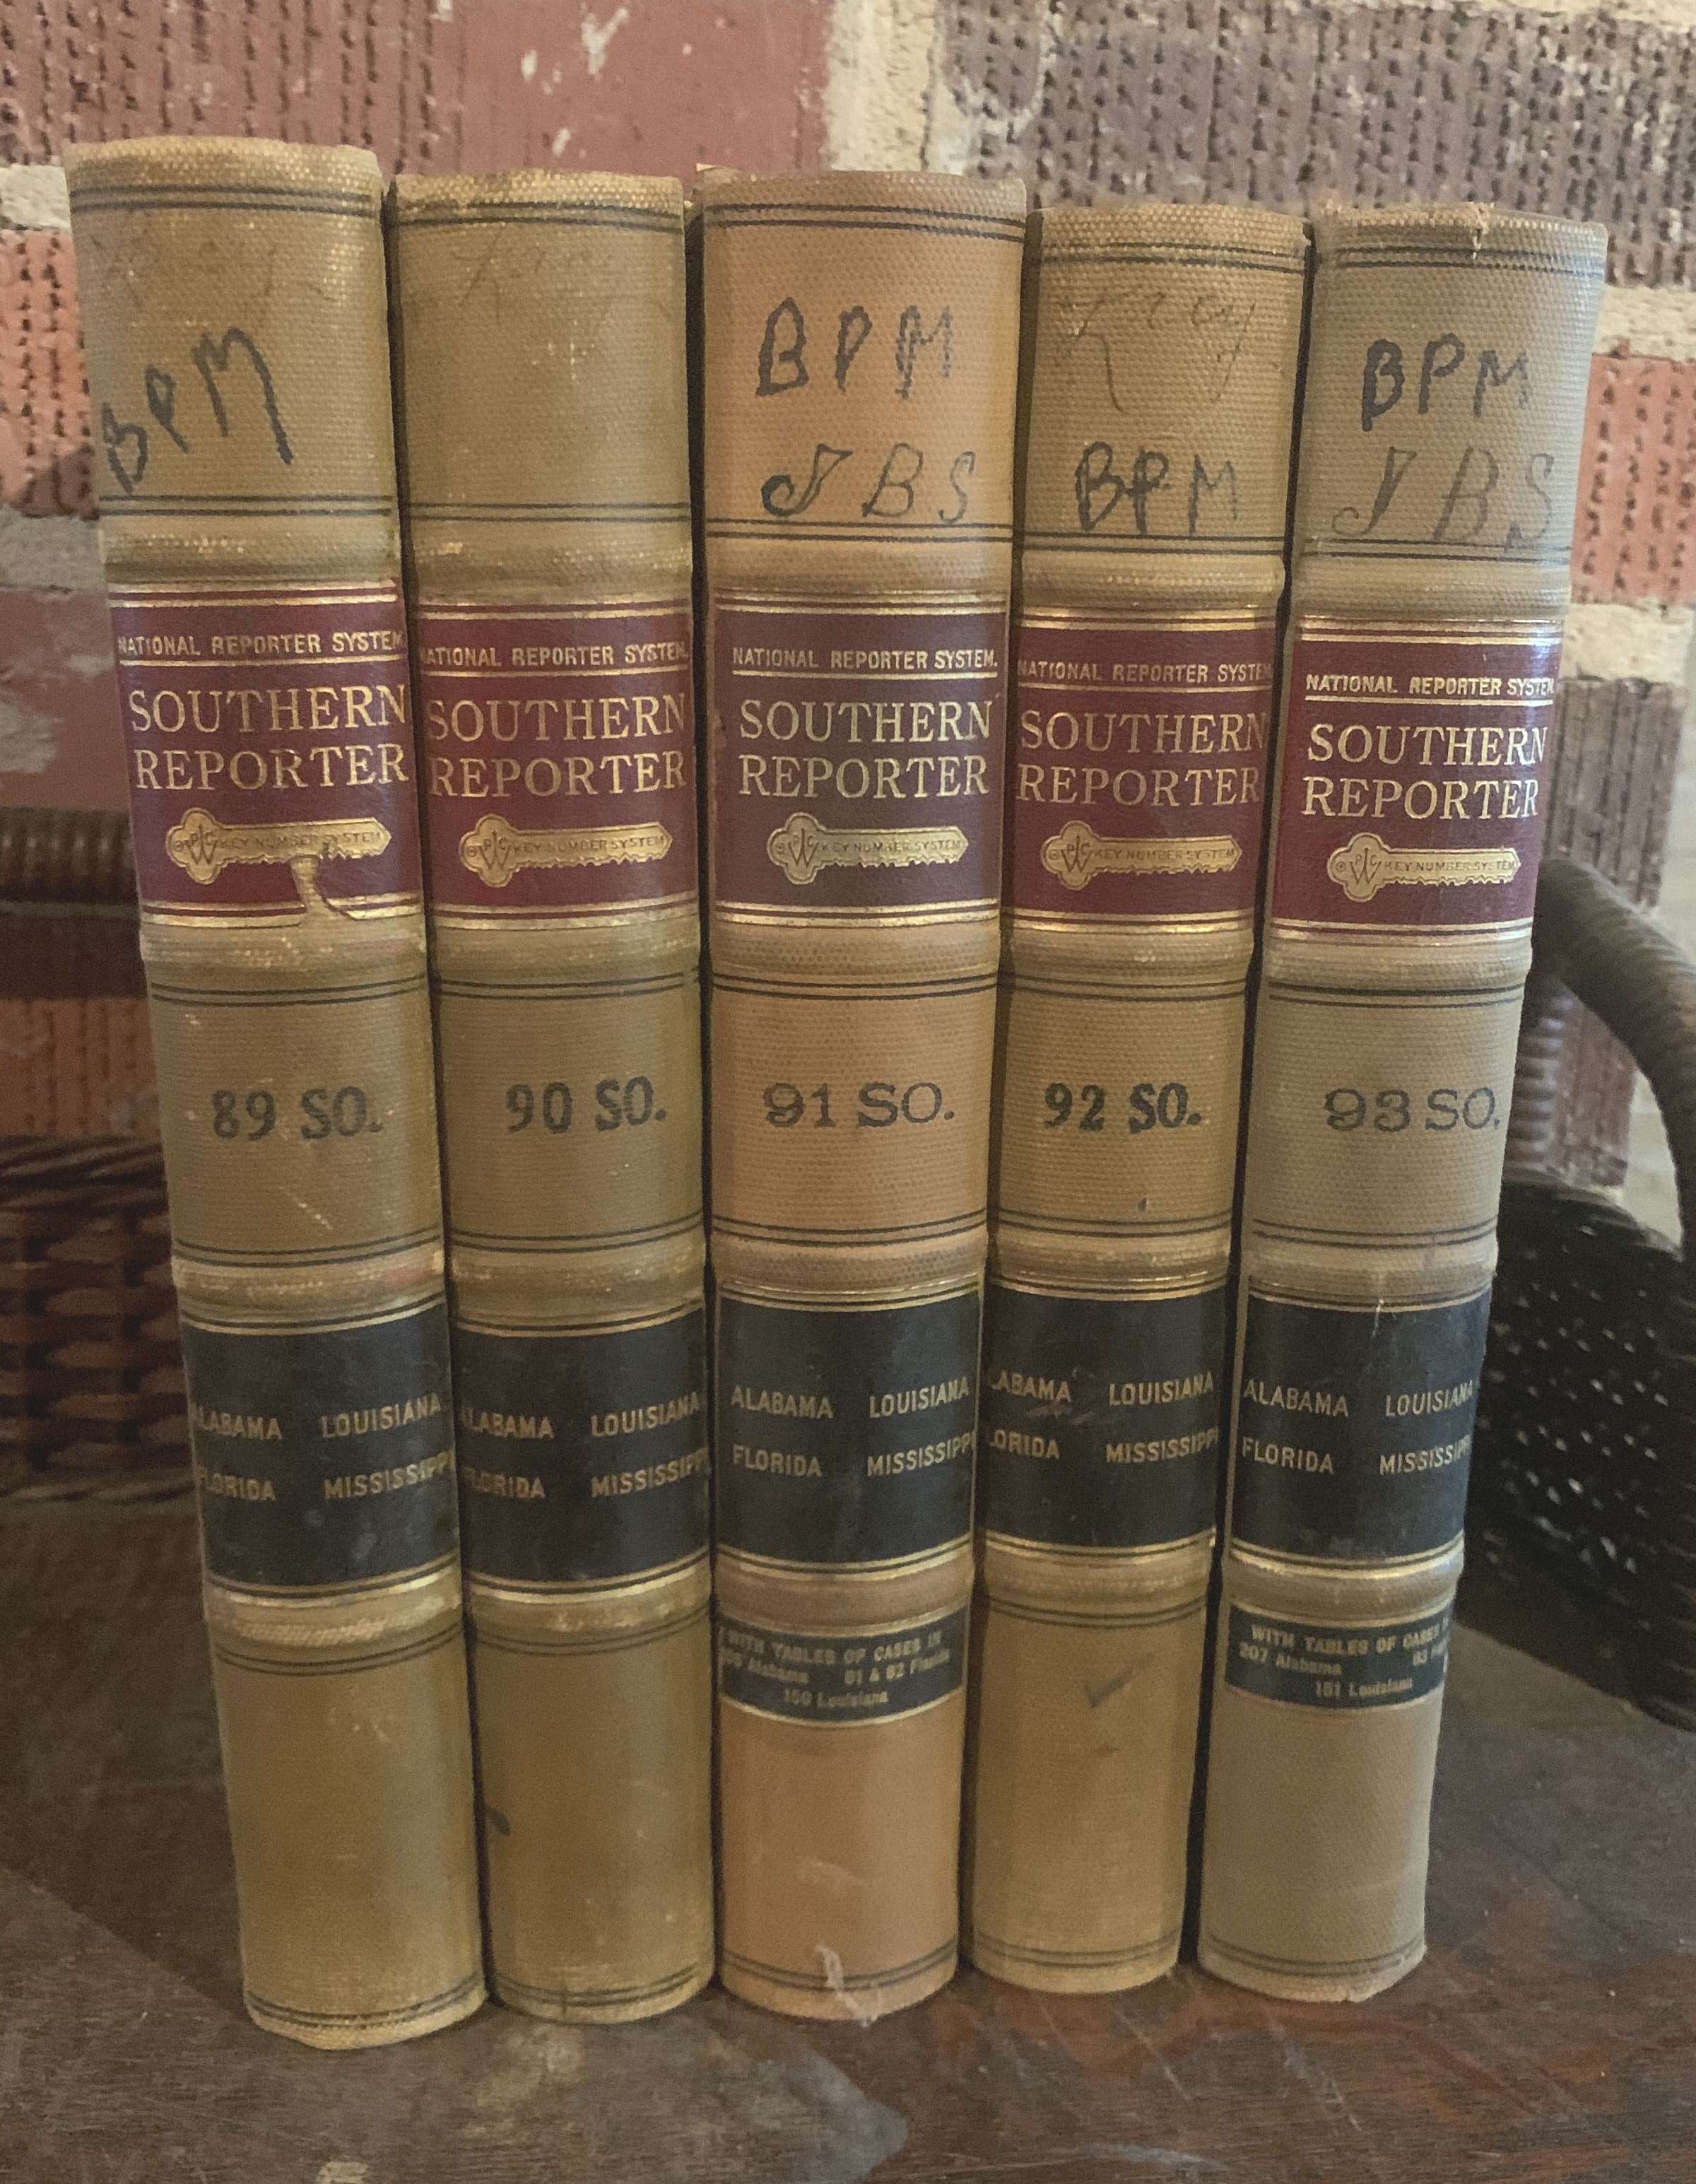 BPM
NATIONAL REPORTER SYSTEM
SOUTHERN
REPORTER
KEY NUMBER SYSTEM
89 SO.
ALABAMA LOUISIANA
FLORIDA MISSISSIPPI
NATIONAL REPORTER SYSTEM.
SOUTHERN
REPORTER
KEY NUMBER SYSTEM
90 SO.
ALABAMA LOUISIANA
FLORIDA MISSISSIPPI
BPM
JBS
NATIONAL REPORTER SYSTEM.
SOUTHERN
REPORTER
KEY NUMBER SYSTEM
91 SO.
ALABAMA LOUISIANA
FLORIDA MISSISSIPPI
WITH TABLES OF CASES IN
Alabama 81 & 82 Florida
150 Louisiana
BPM
NATIONAL REPORTER SYSTEM
SOUTHERN
REPORTER
KEY NUMBER SYSTEM
92 SO.
ALABAMA LOUISIANA
FLORIDA MISSISSIPPI
BPM
JBS
NATIONAL REPORTER SYSTEM.
SOUTHERN
REPORTER
KEY NUMBER SYSTEM
93 SO.
ALABAMA LOUISIANA
FLORIDA MISSISSIPPI
WITH TABLES OF CASES
207 Alabama
151 Louisiana